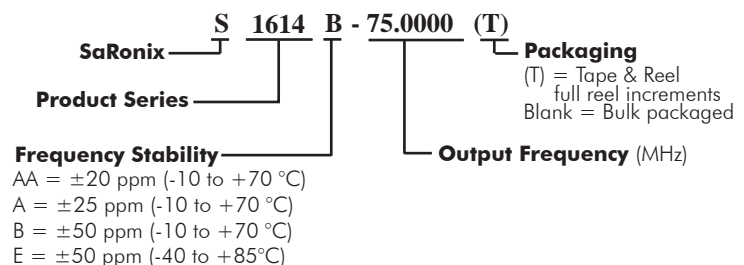 S 1614 B - 75.0000 (T)
SaRonix
Packaging
(T) = Tape & Reel
full reel increments
Blank = Bulk packaged
Product Series
Frequency Stability
AA = ±20 ppm (-10 to +70 °C)
A = ±25 ppm (-10 to +70 °C)
B = ±50 ppm (-10 to +70 °C)
E = ±50 ppm (-40 to +85°C)
Output Frequency (MHz)